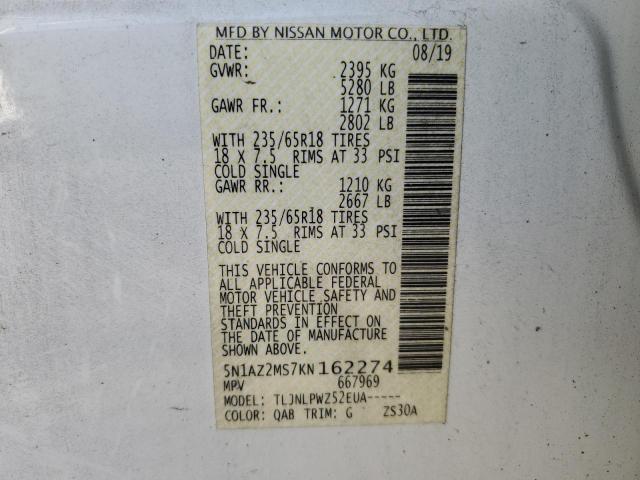 MFD BY NISSAN MOTOR CO., LTD.
DATE: 08/19
GVWR: 2395 KG
5280 LB
GAWR FR.: 1271 KG
2802 LB
WITH 235/65R18 TIRES
18 X 7.5 RIMS AT 33 PSI
COLD SINGLE
GAWR RR.: 1210 KG
2667 LB
WITH 235/65R18 TIRES
18 X 7.5 RIMS AT 33 PSI
COLD SINGLE
THIS VEHICLE CONFORMS TO
ALL APPLICABLE FEDERAL
MOTOR VEHICLE SAFETY AND
THEFT PREVENTION
STANDARDS IN EFFECT ON
THE DATE OF MANUFACTURE
SHOWN ABOVE.
5N1AZ2MS7KN162274
MPV 667969
MODEL: TLJNLPWZ52EUA-----
COLOR: QAB TRIM: G ZS30A